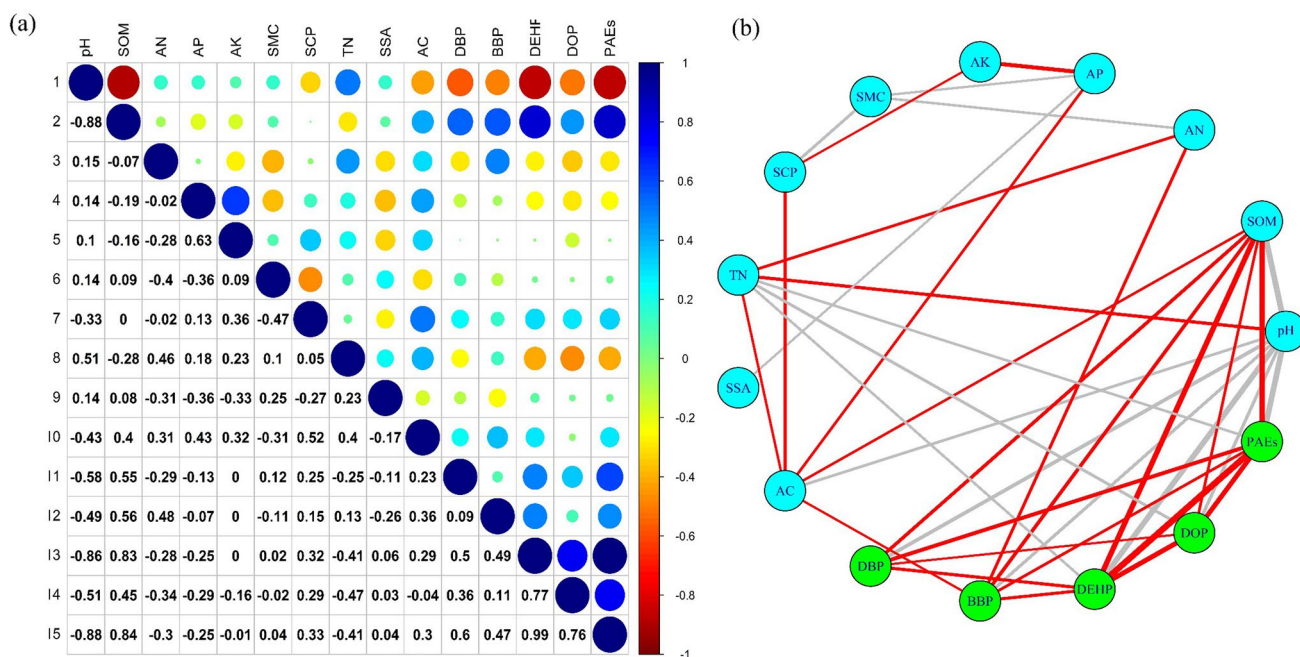 (a)
pH SOM AN AP AK SMC SCP TN SSA AC DBP BBP DEHF DOP PAEs
1
2 -0.88
3 0.15 -0.07
4 0.14 -0.19 -0.02
5 0.1 -0.16 -0.28 0.63
6 0.14 0.09 -0.4 -0.36 0.09
7 -0.33 0 -0.02 0.13 0.36 -0.47
8 0.51 -0.28 0.46 0.18 0.23 0.1 0.05
9 0.14 0.08 -0.31 -0.36 -0.33 0.25 -0.27 0.23
I0 -0.43 0.4 0.31 0.43 0.32 -0.31 0.52 0.4 -0.17
I1 -0.58 0.55 -0.29 -0.13 0 0.12 0.25 -0.25 -0.11 0.23
I2 -0.49 0.56 0.48 -0.07 0 -0.11 0.15 0.13 -0.26 0.36 0.09
I3 -0.86 0.83 -0.28 -0.25 0 0.02 0.32 -0.41 0.06 0.29 0.5 0.49
I4 -0.51 0.45 -0.34 -0.29 -0.16 -0.02 0.29 -0.47 0.03 -0.04 0.36 0.11 0.77
I5 -0.88 0.84 -0.3 -0.25 -0.01 0.04 0.33 -0.41 0.04 0.3 0.6 0.47 0.99 0.76
1
0.8
0.6
0.4
0.2
0
-0.2
-0.4
-0.6
-0.8
-1
(b)
AK
AP
SMC
AN
SCP
SOM
TN
pH
SSA
PAEs
AC
DOP
DBP
DEHP
BBP